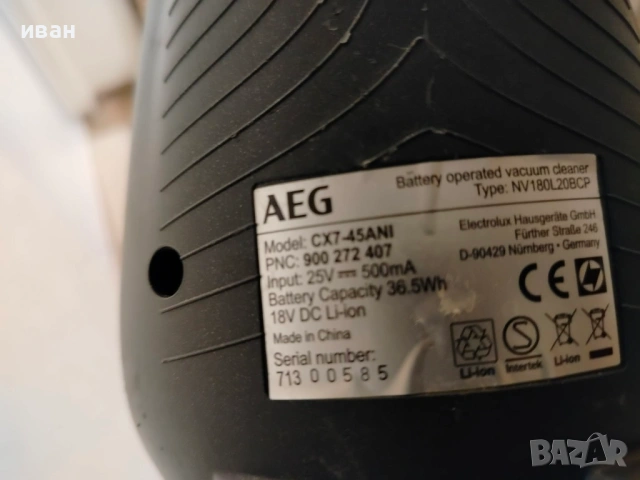 иван
AEG
Battery operated vacuum cleaner
Type: NV180L20BCP
Model: CX7-45ANI
PNC: 900 272 407
Input: 25V 500mA
Battery Capacity 36.5Wh
18V DC Li-ion
Electrolux Hausgeräte GmbH
Fürther Straße 246
D-90429 Nürnberg • Germany
CE
Made in China
Serial number:
713 00585
Li-ion
Intertek
Li-ion
BAZAR